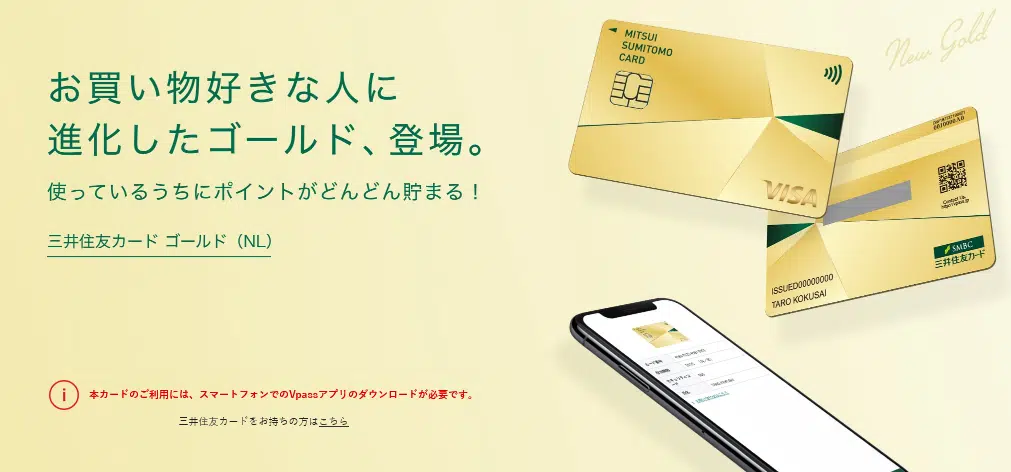 お買い物好きな人に
進化したゴールド、登場。
使っているうちにポイントがどんどん貯まる！
三井住友カード ゴールド（NL）
本カードのご利用には、スマートフォンでのVpassアプリのダウンロードが必要です。
三井住友カードをお持ちの方はこちら
New Gold
MITSUI
SUMITOMO
CARD
VISA
SMBC
三井住友カード
ISSUED00000000
TARO KOKUSAI